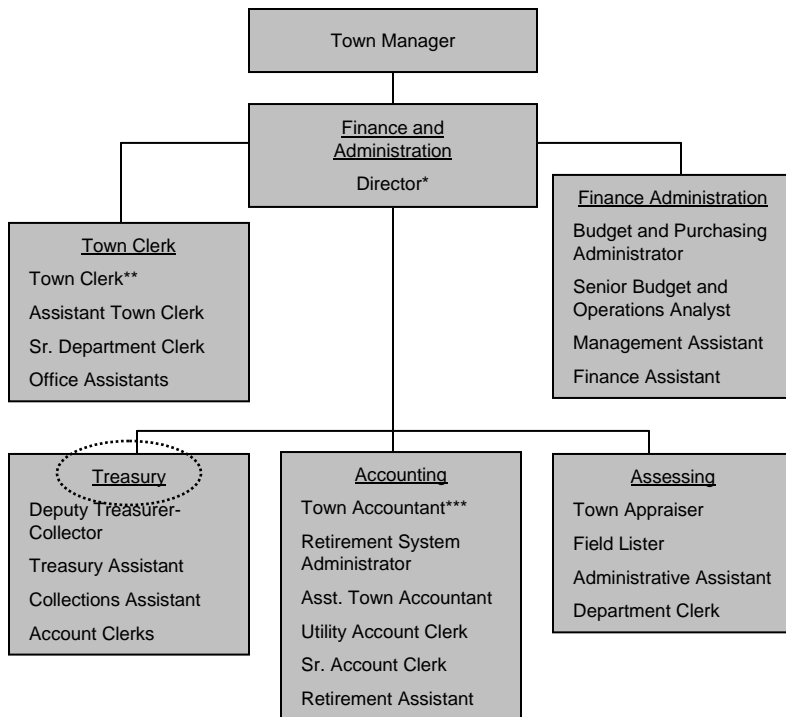 Town Manager
Finance and
Administration
Director*
Town Clerk
Town Clerk**
Assistant Town Clerk
Sr. Department Clerk
Office Assistants
Finance Administration
Budget and Purchasing
Administrator
Senior Budget and
Operations Analyst
Management Assistant
Finance Assistant
Treasury
Deputy Treasurer-
Collector
Treasury Assistant
Collections Assistant
Account Clerks
Accounting
Town Accountant***
Retirement System
Administrator
Asst. Town Accountant
Utility Account Clerk
Sr. Account Clerk
Retirement Assistant
Assessing
Town Appraiser
Field Lister
Administrative Assistant
Department Clerk